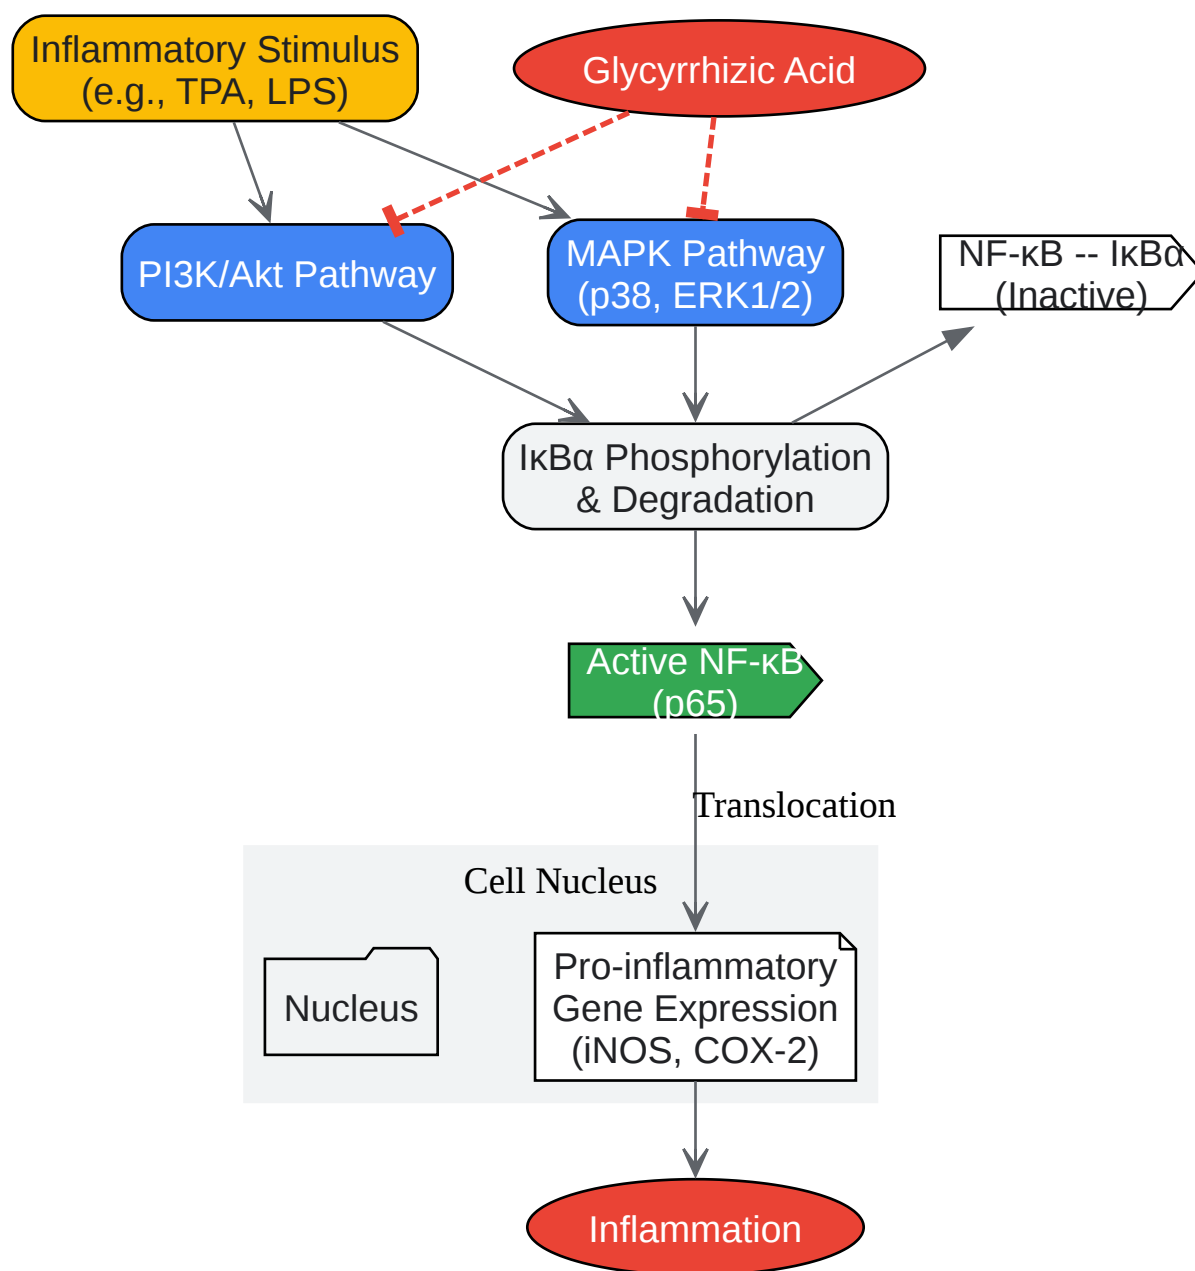 Inflammatory Stimulus
(e.g., TPA, LPS)
Glycyrrhizic Acid
PI3K/Akt Pathway
MAPK Pathway
(p38, ERK1/2)
NF-κB -- IκBα
(Inactive)
IκBα Phosphorylation
& Degradation
Active NF-κB
(p65)
Translocation
Cell Nucleus
Nucleus
Pro-inflammatory
Gene Expression
(iNOS, COX-2)
Inflammation